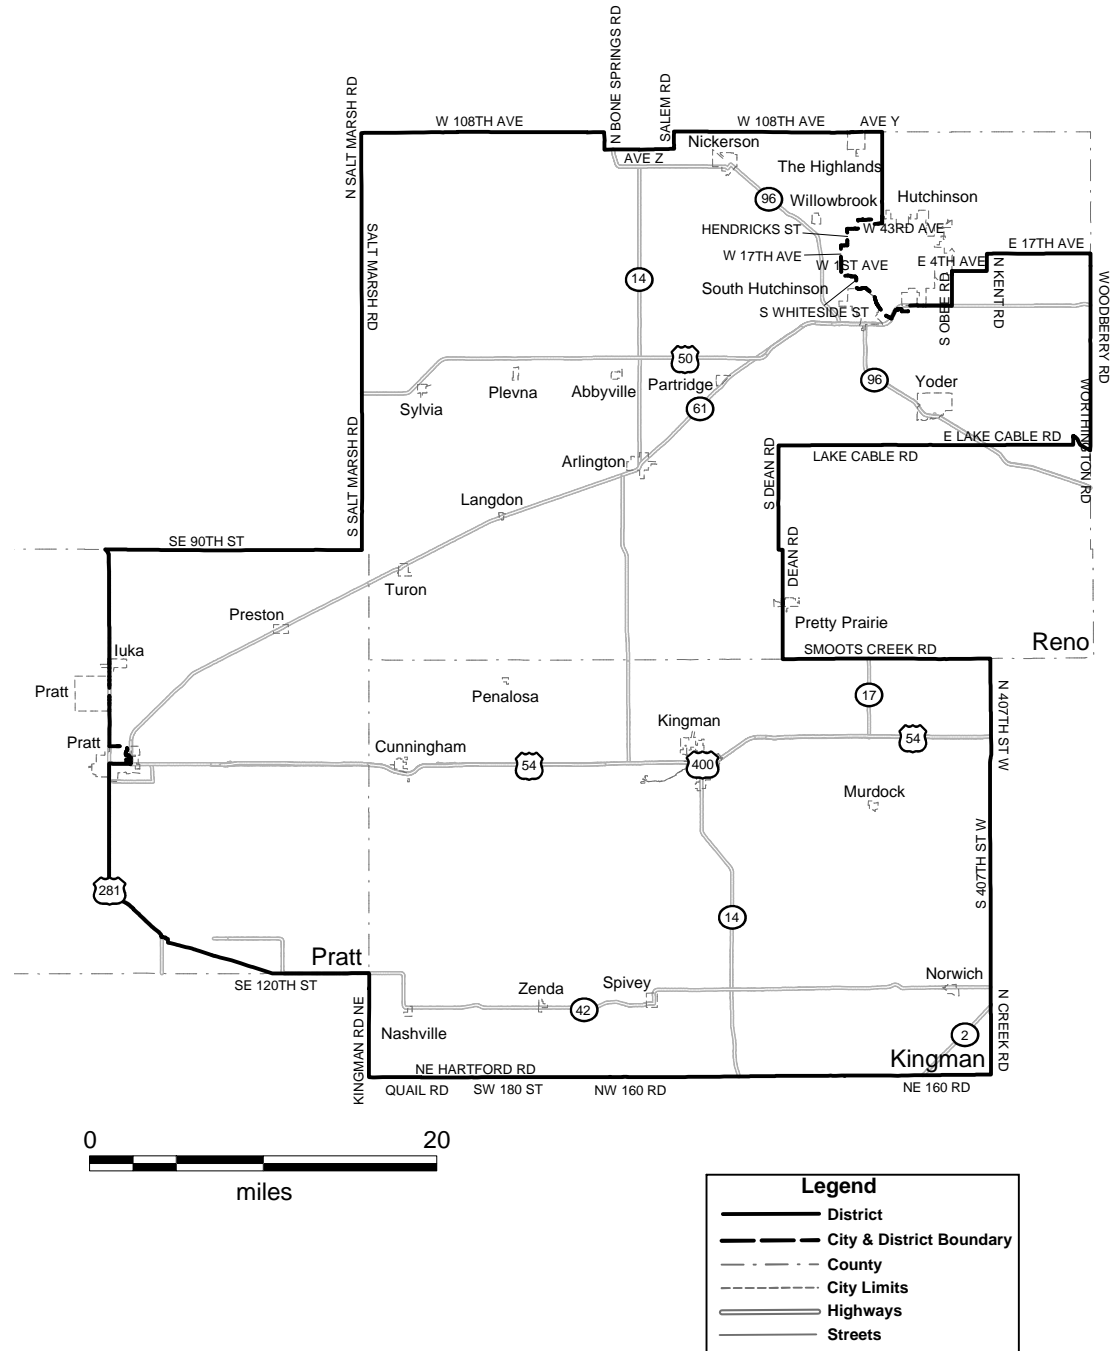 N BONE SPRINGS RD
SALEM RD
N SALT MARSH RD
W 108TH AVE
W 108TH AVE
AVE Y
Nickerson
AVE Z
The Highlands
96
Willowbrook
Hutchinson
HENDRICKS ST
W 43RD AVE
SALT MARSH RD
W 17TH AVE
W 1ST AVE
E 4TH AVE
E 17TH AVE
N KENT RD
WOODBERRY RD
14
South Hutchinson
S WHITESIDE ST
S OBEE RD
50
Sylvia
Plevna
Abbyville
Partridge
61
96
Yoder
WORTHINGTON RD
S SALT MARSH RD
E LAKE CABLE RD
LAKE CABLE RD
S DEAN RD
Arlington
Langdon
SE 90TH ST
DEAN RD
Turon
Preston
Pretty Prairie
Iuka
SMOOTS CREEK RD
Reno
Pratt
Penalosa
17
N 407TH ST W
Kingman
Pratt
Cunningham
54
400
54
Murdock
S 407TH ST W
281
14
Pratt
SE 120TH ST
Zenda
Spivey
Norwich
42
Nashville
KINGMAN RD NE
N CREEK RD
2
Kingman
NE HARTFORD RD
QUAIL RD
SW 180 ST
NW 160 RD
NE 160 RD
0
20
miles
Legend
District
City & District Boundary
County
City Limits
Highways
Streets